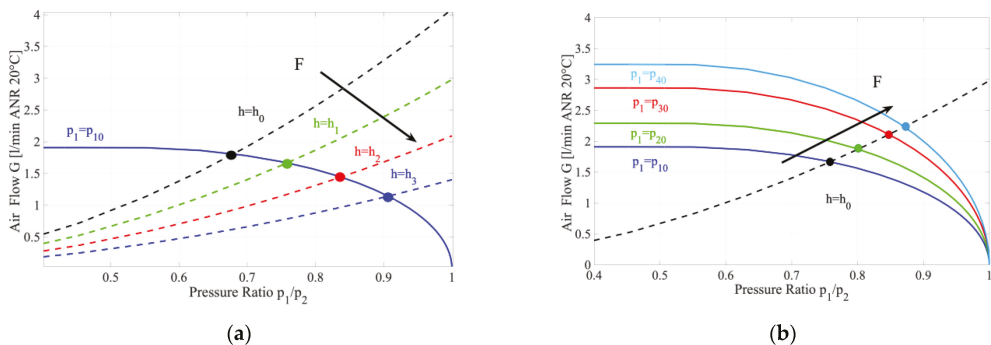 4
3.5
3
2.5
2
1.5
1
0.5
Air Flow G [l/min ANR 20°C]
F
h=h0
h=h1
p1=p10
h=h2
h=h3
0.5 0.6 0.7 0.8 0.9 1
Pressure Ratio p1/p2
(a)
4
3.5
3
2.5
2
1.5
1
0.5
0
Air Flow G [l/min ANR 20°C]
p1=p40
F
p1=p30
p1=p20
p1=p10
h=h0
0.4 0.5 0.6 0.7 0.8 0.9 1
Pressure Ratio p1/p2
(b)